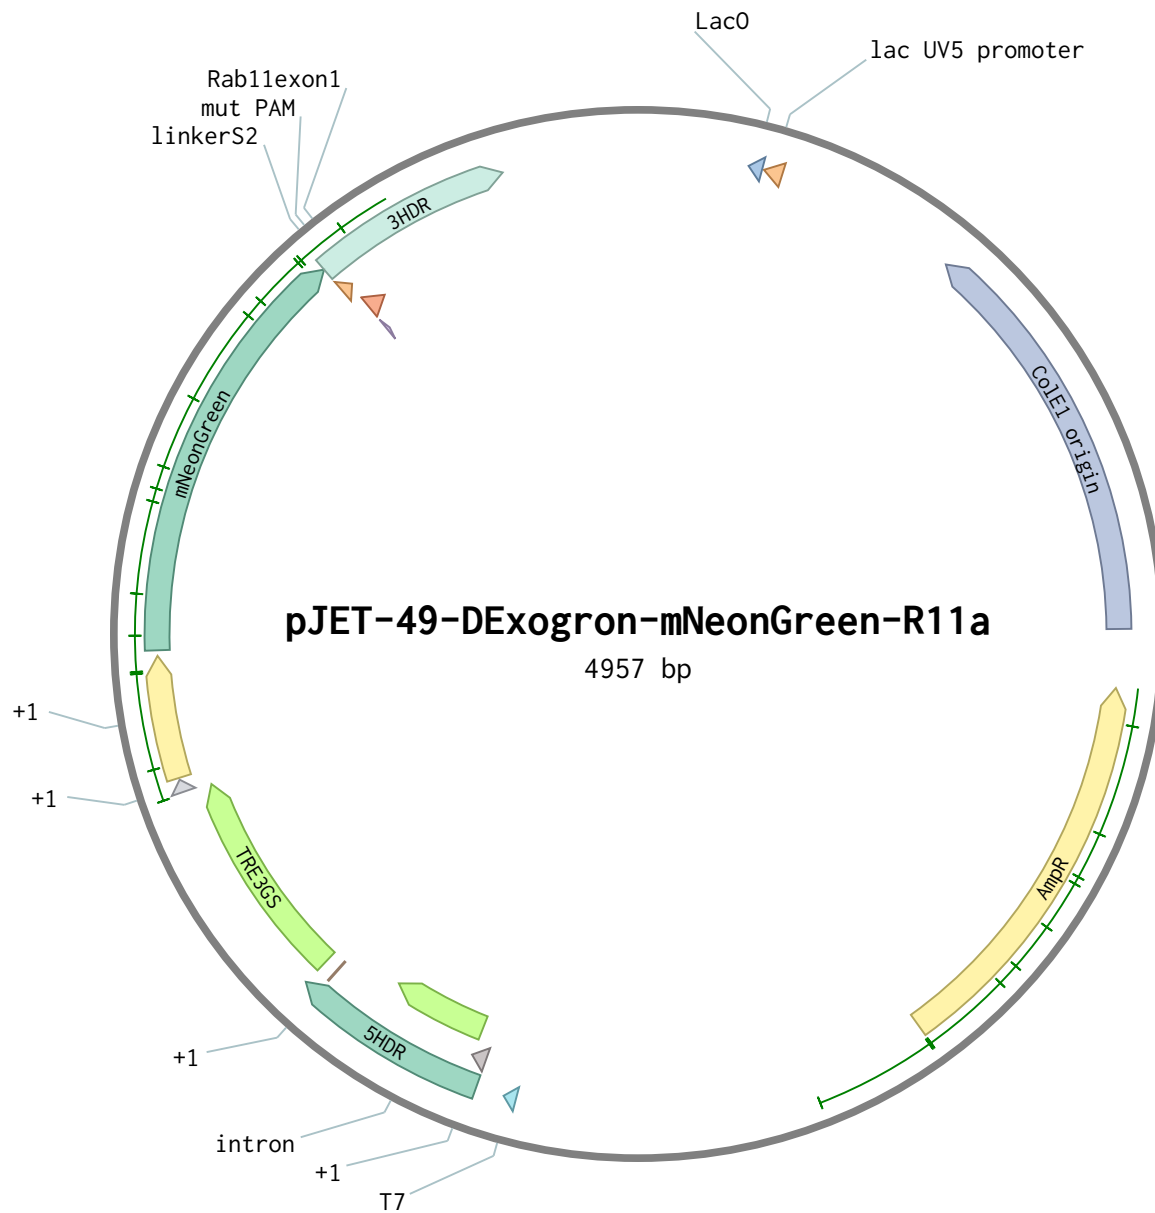 LacO
lac UV5 promoter
Rab11exon1
mut PAM
linkerS2
3HDR
ColE1 origin
mNeonGreen
pJET-49-DExogron-mNeonGreen-R11a
4957 bp
+1
+1
TRE3GS
AmpR
5HDR
+1
intron
+1
T7